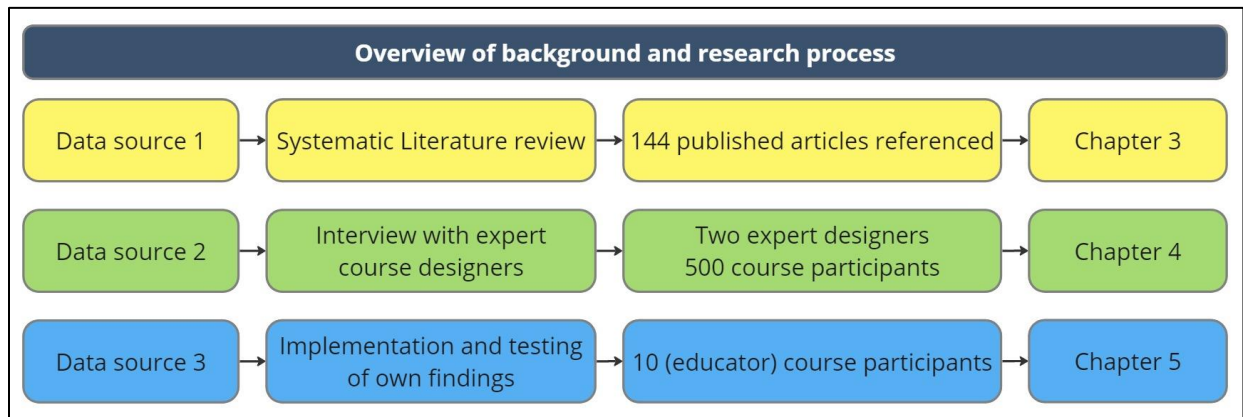 Overview of background and research process
Data source 1
Systematic Literature review
144 published articles referenced
Chapter 3
Data source 2
Interview with expert
course designers
Two expert designers
500 course participants
Chapter 4
Data source 3
Implementation and testing
of own findings
10 (educator) course participants
Chapter 5